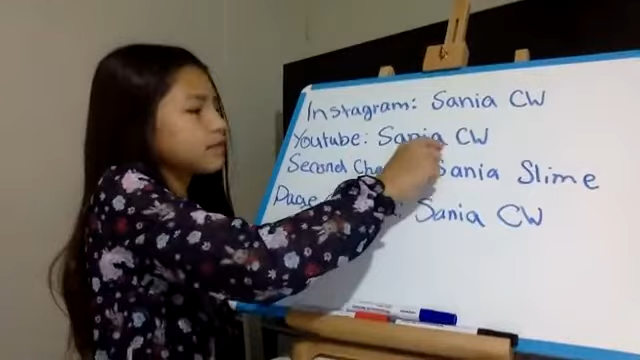 Instagram: Sania CW
Youtube: Sania CW
Second Sania Slime
Page Sania CW